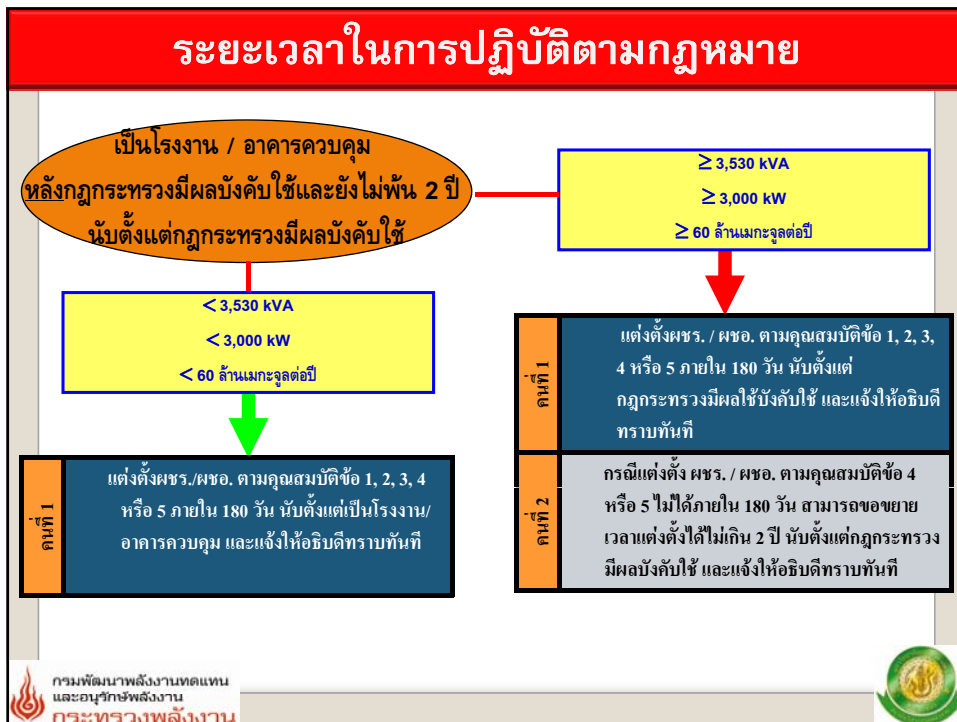 ระยะเวลาในการปฏิบัติตามกฎหมาย
เป็นโรงงาน / อาคารควบคุม
หลังกฎกระทรวงมีผลบังคับใช้และยังไม่พ้น 2 ปี
นับตั้งแต่กฎกระทรวงมีผลบังคับใช้
< 3,530 kVA
< 3,000 kW
< 60 ล้านเมกะจูลต่อปี
คนที่ 1
แต่งตั้งผชร./ผชอ. ตามคุณสมบัติข้อ 1, 2, 3, 4
หรือ 5 ภายใน 180 วัน นับตั้งแต่เป็นโรงงาน/
อาคารควบคุม และแจ้งให้อธิบดีทราบทันที
≥ 3,530 kVA
≥ 3,000 kW
≥ 60 ล้านเมกะจูลต่อปี
คนที่ 1
แต่งตั้งผชร. / ผชอ. ตามคุณสมบัติข้อ 1, 2, 3,
4 หรือ 5 ภายใน 180 วัน นับตั้งแต่
กฎกระทรวงมีผลใช้บังคับใช้ และแจ้งให้อธิบดี
ทราบทันที
คนที่ 2
กรณีแต่งตั้ง ผชร. / ผชอ. ตามคุณสมบัติข้อ 4
หรือ 5 ไม่ได้ภายใน 180 วัน สามารถขอขยาย
เวลาแต่งตั้งได้ไม่เกิน 2 ปี นับตั้งแต่กฎกระทรวง
มีผลบังคับใช้ และแจ้งให้อธิบดีทราบทันที
กรมพัฒนาพลังงานทดแทน
และอนุรักษ์พลังงาน
กระทรวงพลังงาน